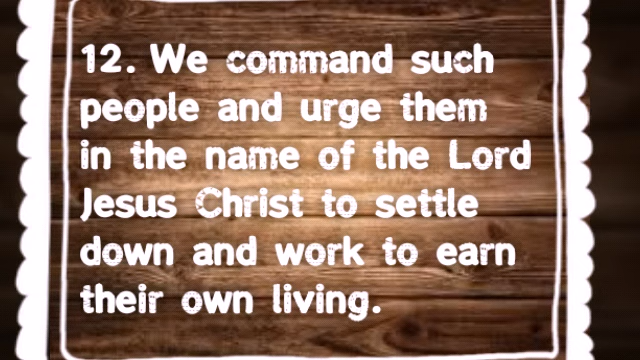 12. We command such
people and urge them
in the name of the Lord
Jesus Christ to settle
down and work to earn
their own living.